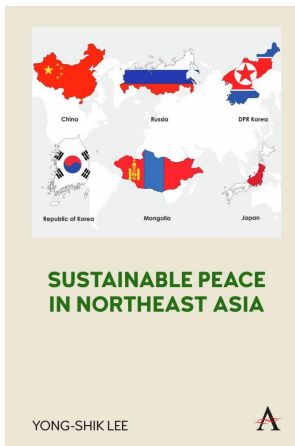 China Russia DPR Korea
Republic of Korea Mongolia Japan
SUSTAINABLE PEACE
IN NORTHEAST ASIA
YONG-SHIK LEE